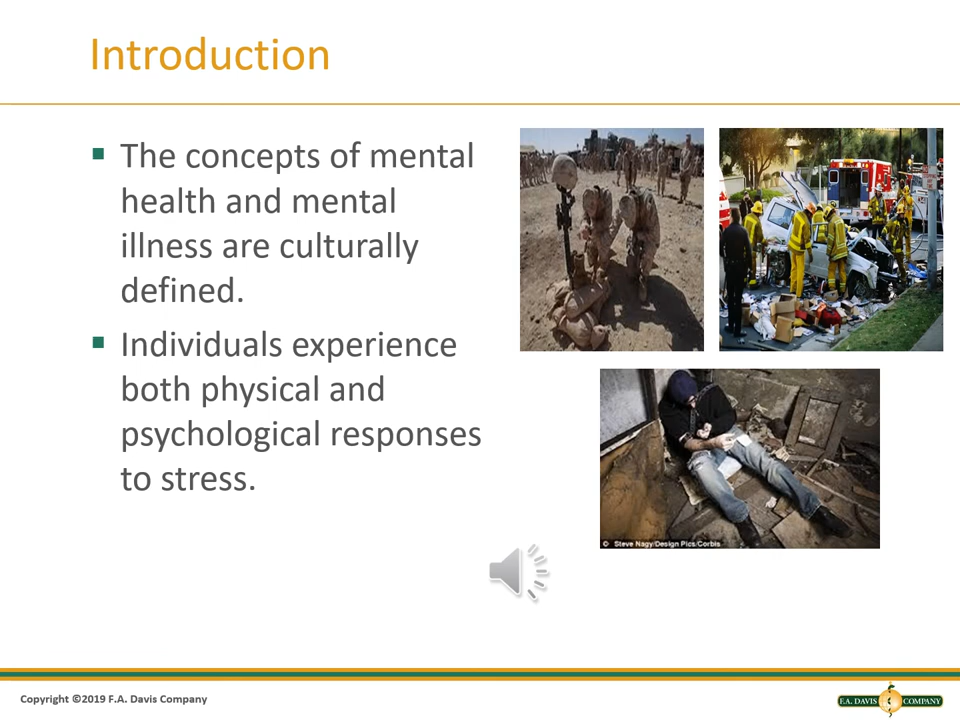 Introduction
▪ The concepts of mental
health and mental
illness are culturally
defined.
▪ Individuals experience
both physical and
psychological responses
to stress.
© Steve Nagy/Design Pics/Corbis
Copyright ©2019 F.A. Davis Company
F.A. DAVIS COMPANY